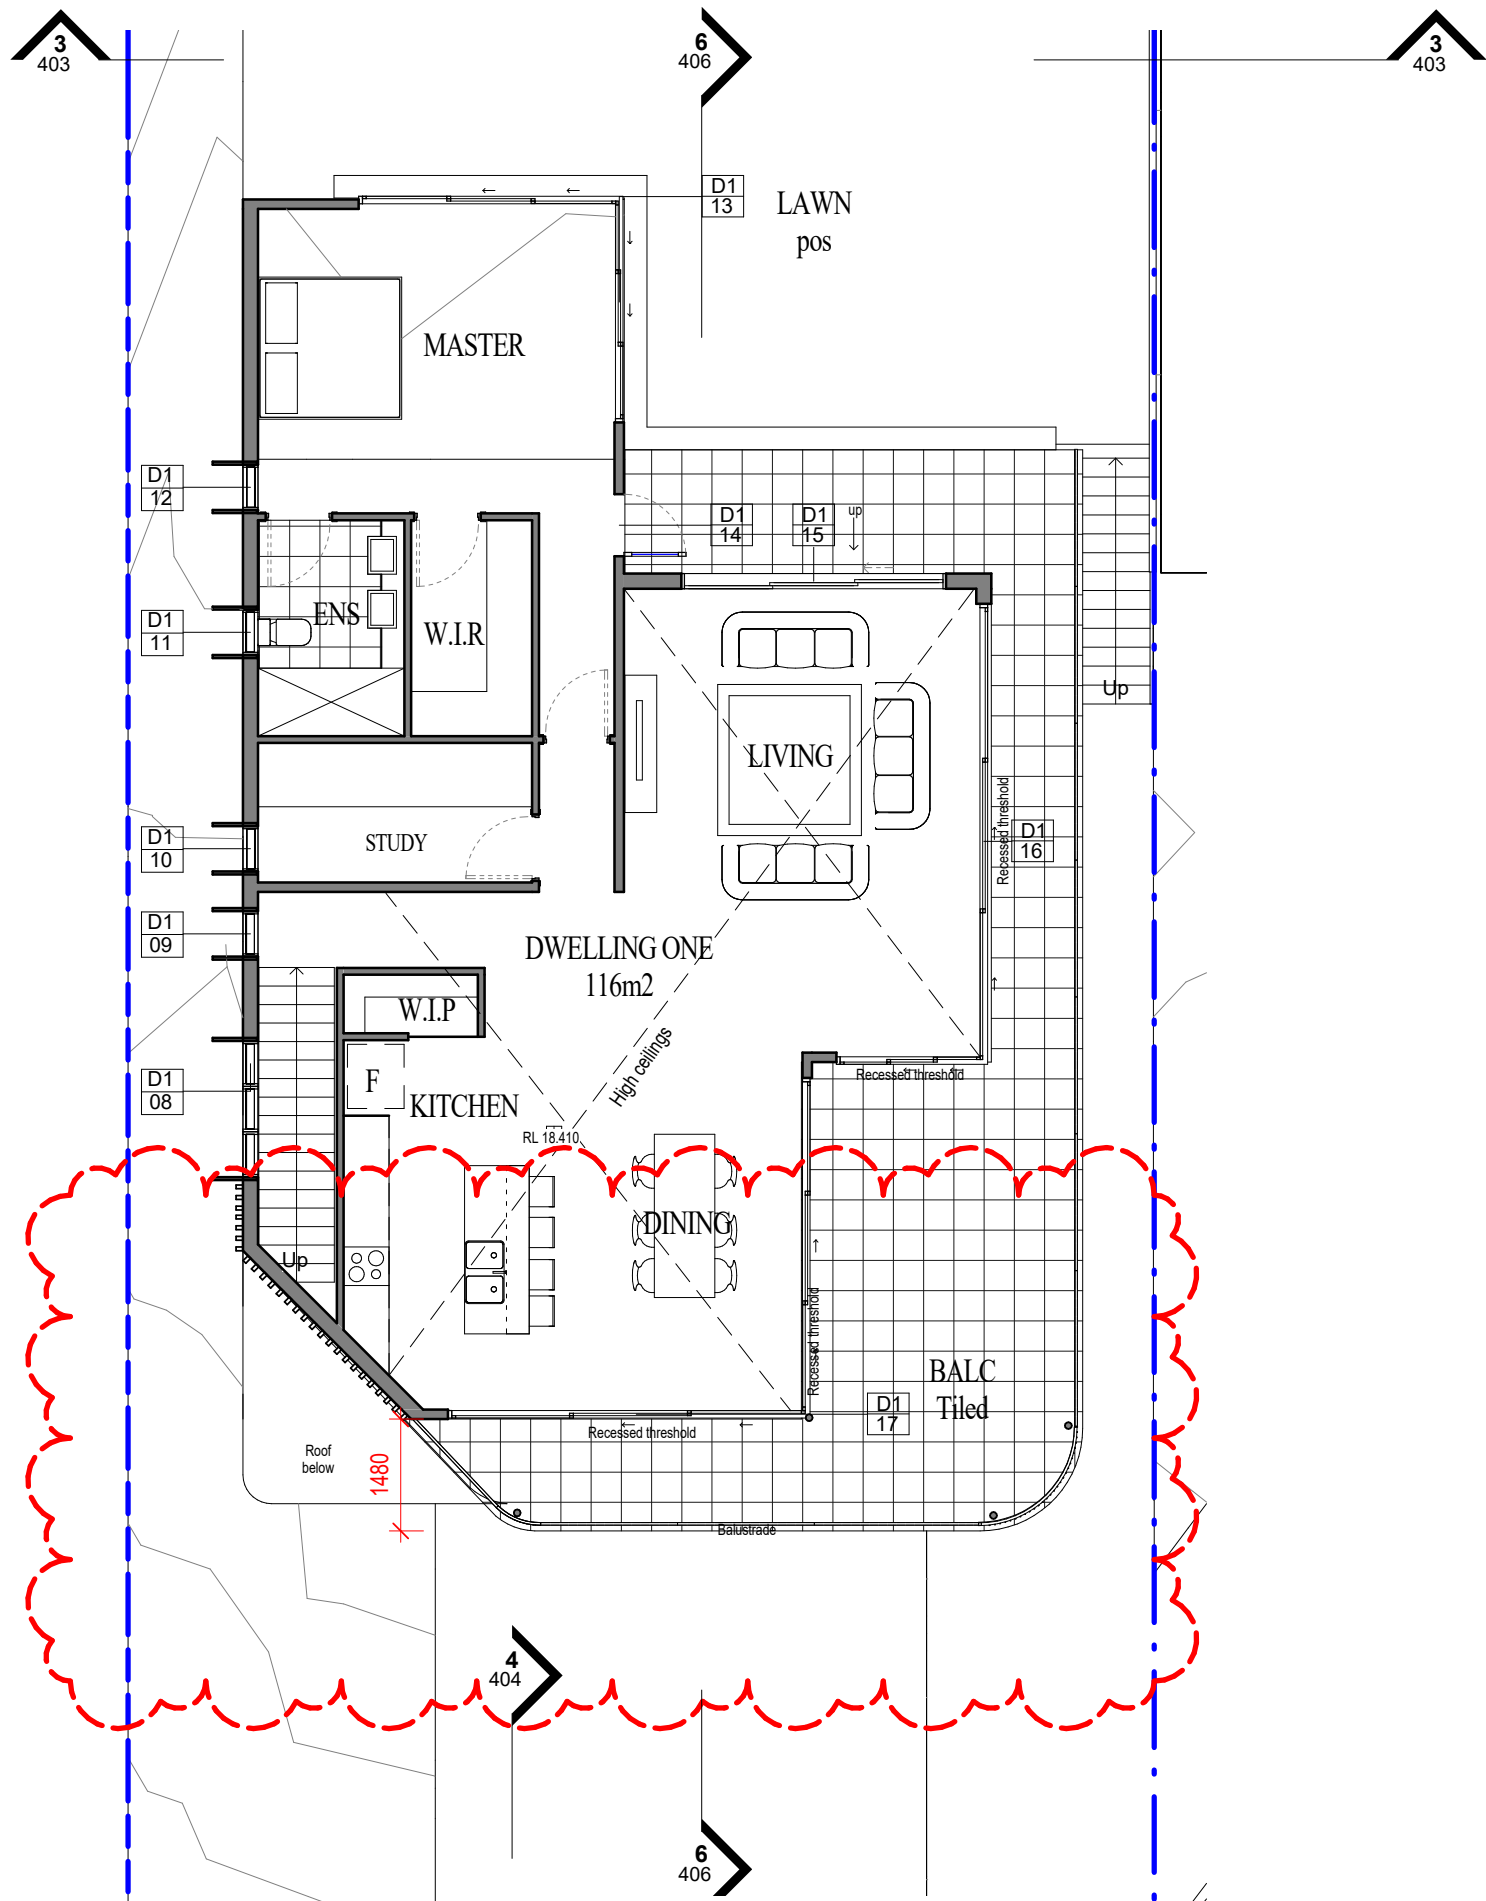 3
403
6
406
3
403
D1
13
LAWN
pos
MASTER
D1
12
D1
14
D1
15
up
ENS
D1
11
W.I.R
Up
LIVING
Recessed threshold
D1
16
STUDY
D1
10
D1
09
DWELLING ONE
116m2
W.I.P
High ceilings
F
Recessed threshold
D1
08
KITCHEN
RL 18.410
DINING
Up
Recessed threshold
BALC
Tiled
D1
17
Recessed threshold
Roof
below
1480
Balustrade
4
404
6
406